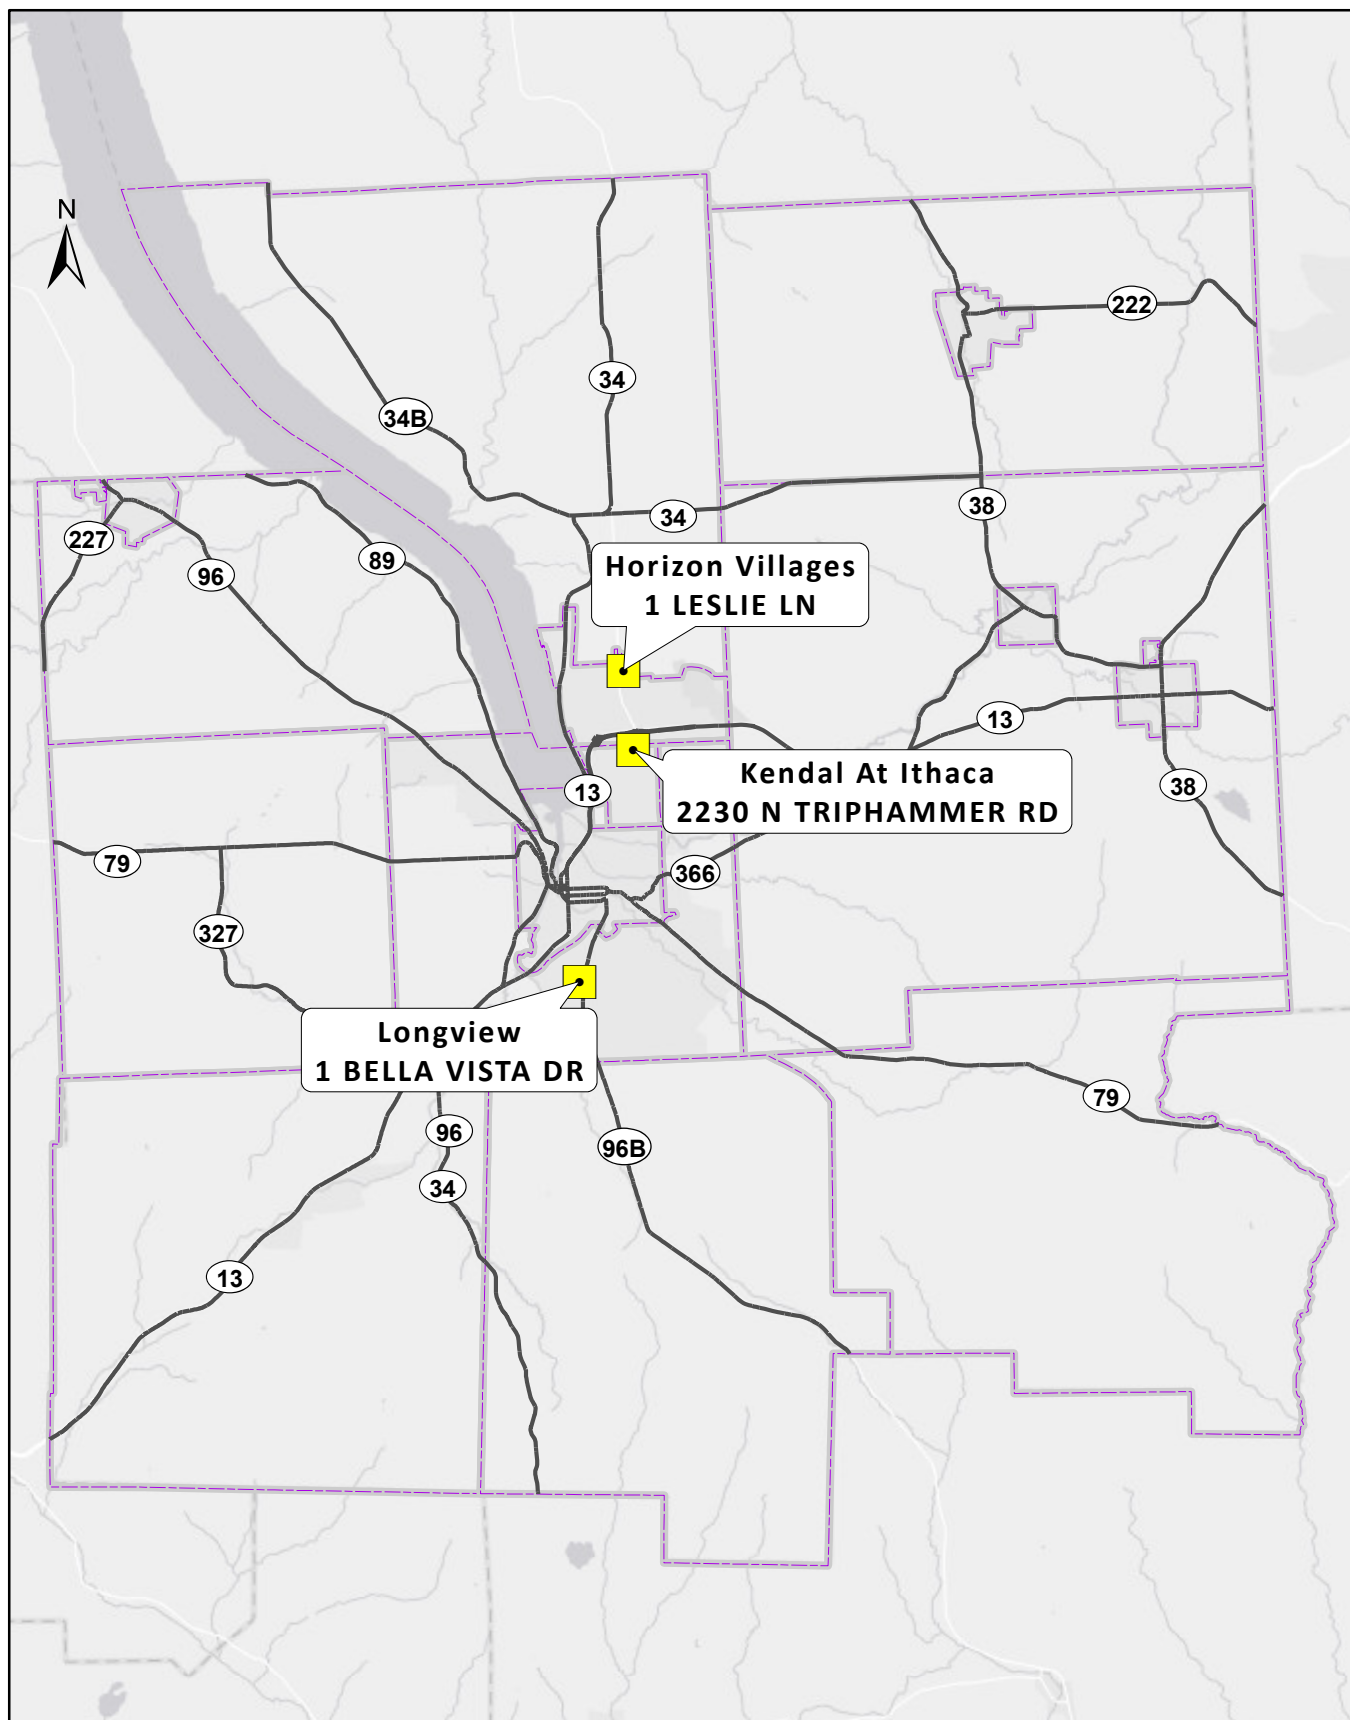 N
222
34
34B
38
34
227
89
96
Horizon Villages
1 LESLIE LN
13
Kendal At Ithaca
2230 N TRIPHAMMER RD
13
38
79
366
327
Longview
1 BELLA VISTA DR
79
96
96B
34
13